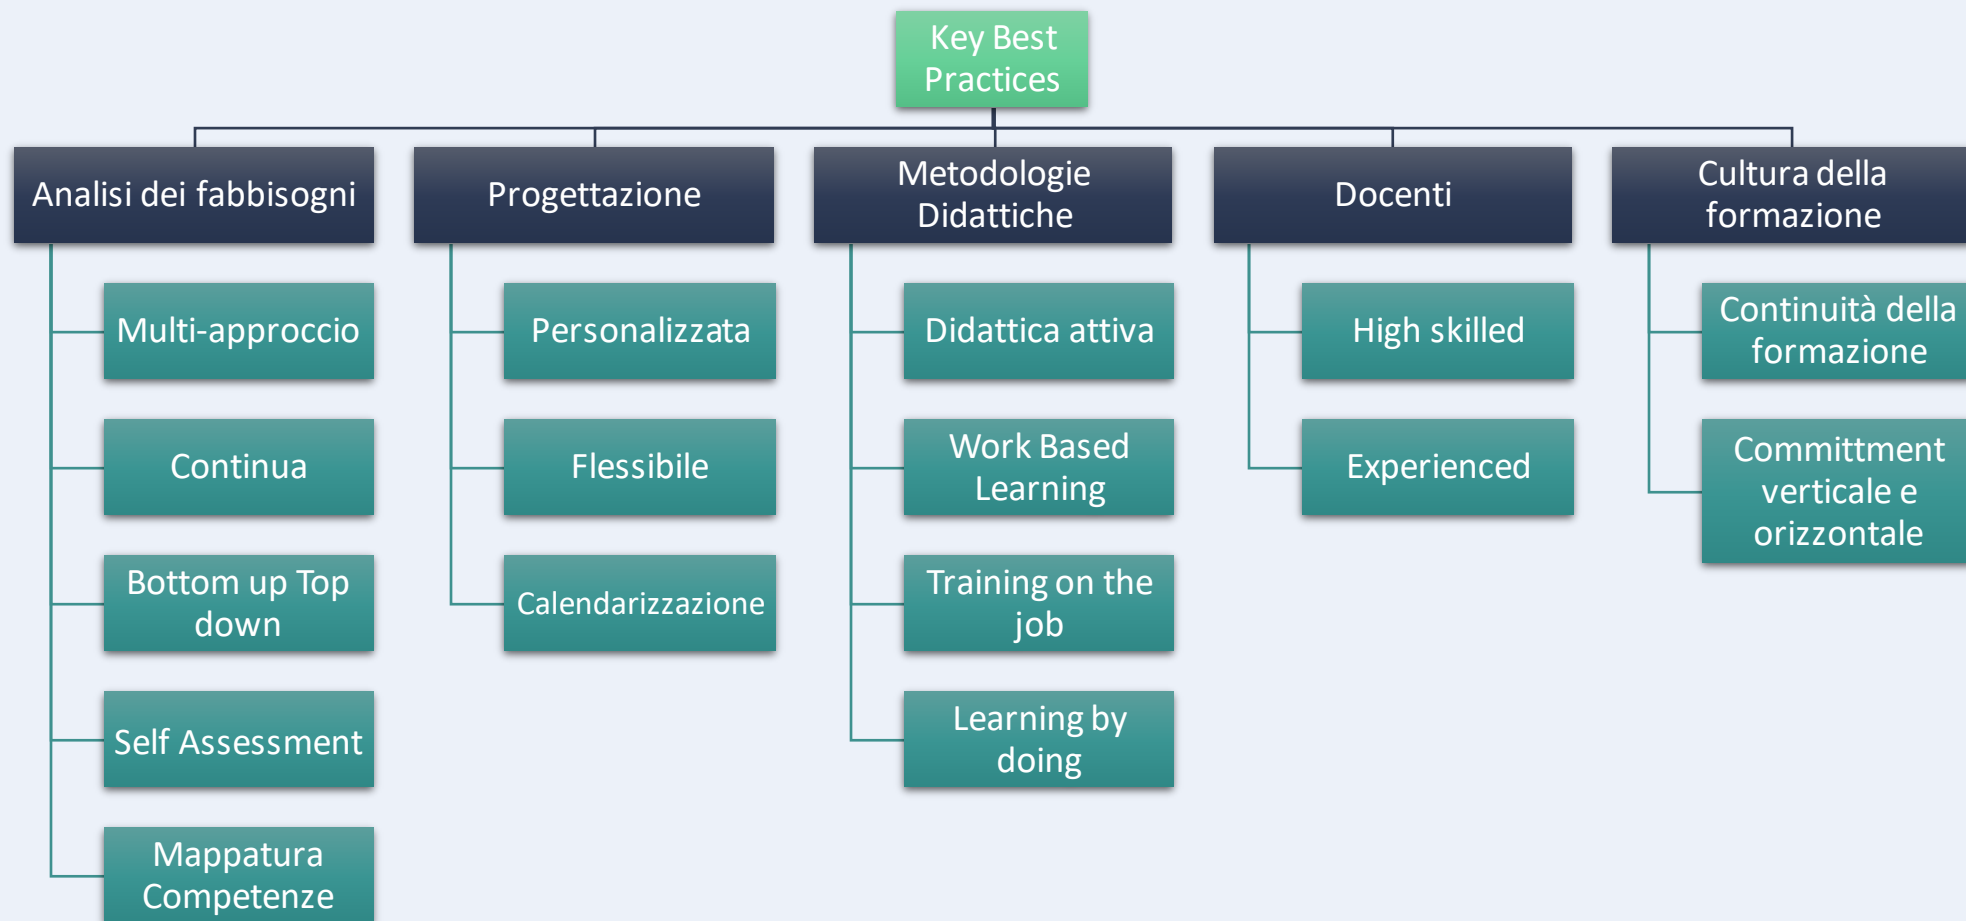 Key Best
Practices
Analisi dei fabbisogni
Multi-approccio
Continua
Bottom up Top
down
Self Assessment
Mappatura
Competenze
Progettazione
Personalizzata
Flessibile
Calendarizzazione
Metodologie
Didattiche
Didattica attiva
Work Based
Learning
Training on the
job
Learning by
doing
Docenti
High skilled
Experienced
Cultura della
formazione
Continuità della
formazione
Committment
verticale e
orizzontale